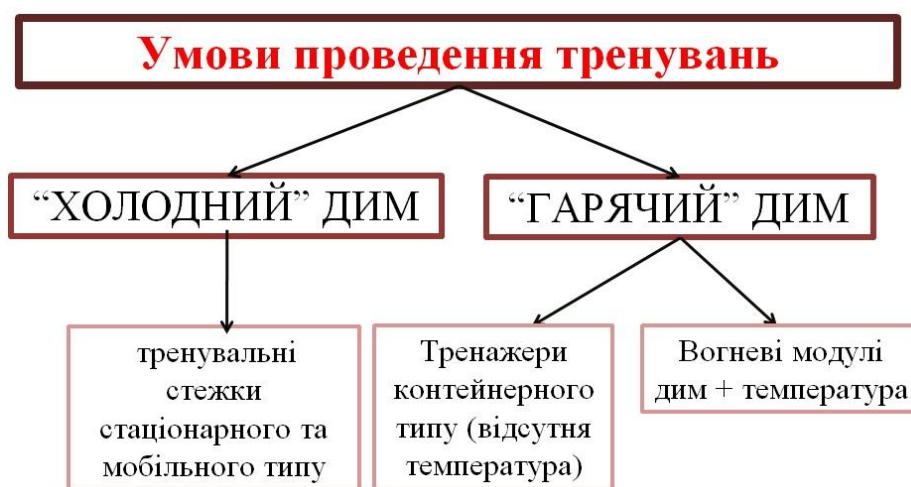 Умови проведення тренувань
“ХОЛОДНИЙ” ДИМ
“ГАРЯЧИЙ” ДИМ
тренувальні
стежки
стаціонарного та
мобільного типу
Тренажери
контейнерного
типу (відсутня
температура)
Вогневі модулі
дим + температура